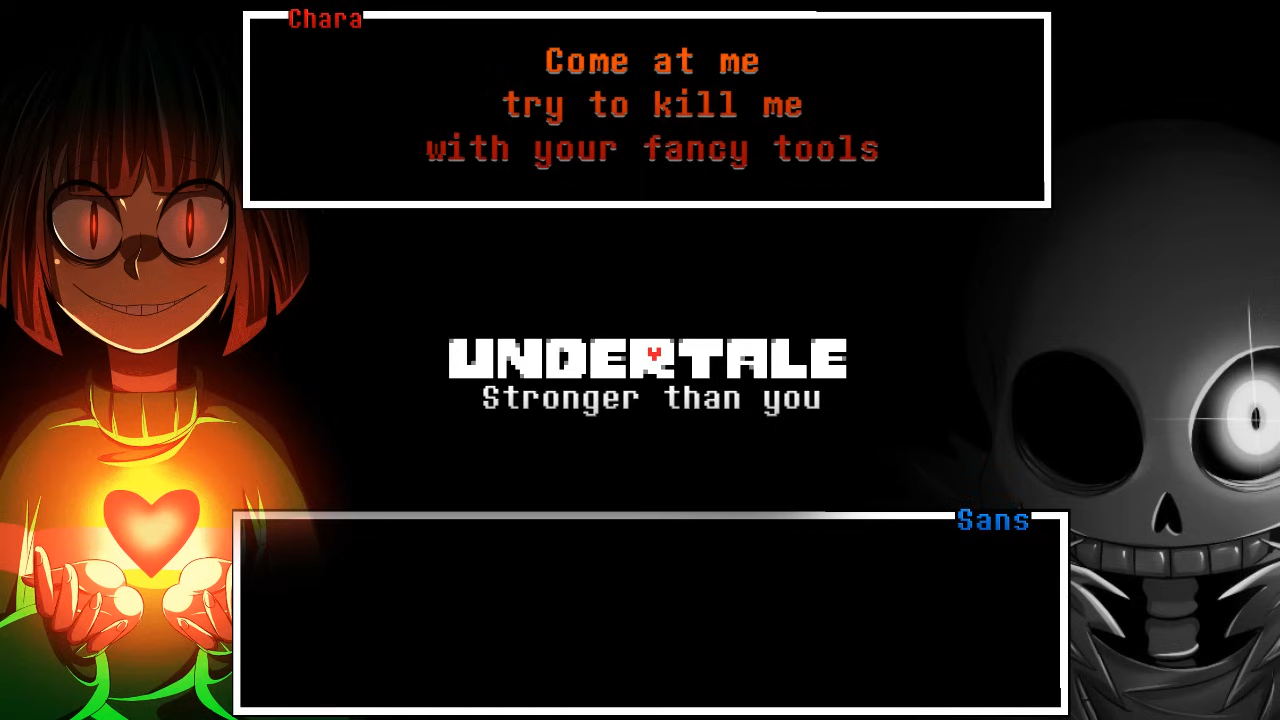 Chara
Come at me
try to kill me
with your fancy tools
UNDERTALE
Stronger than you
Sans